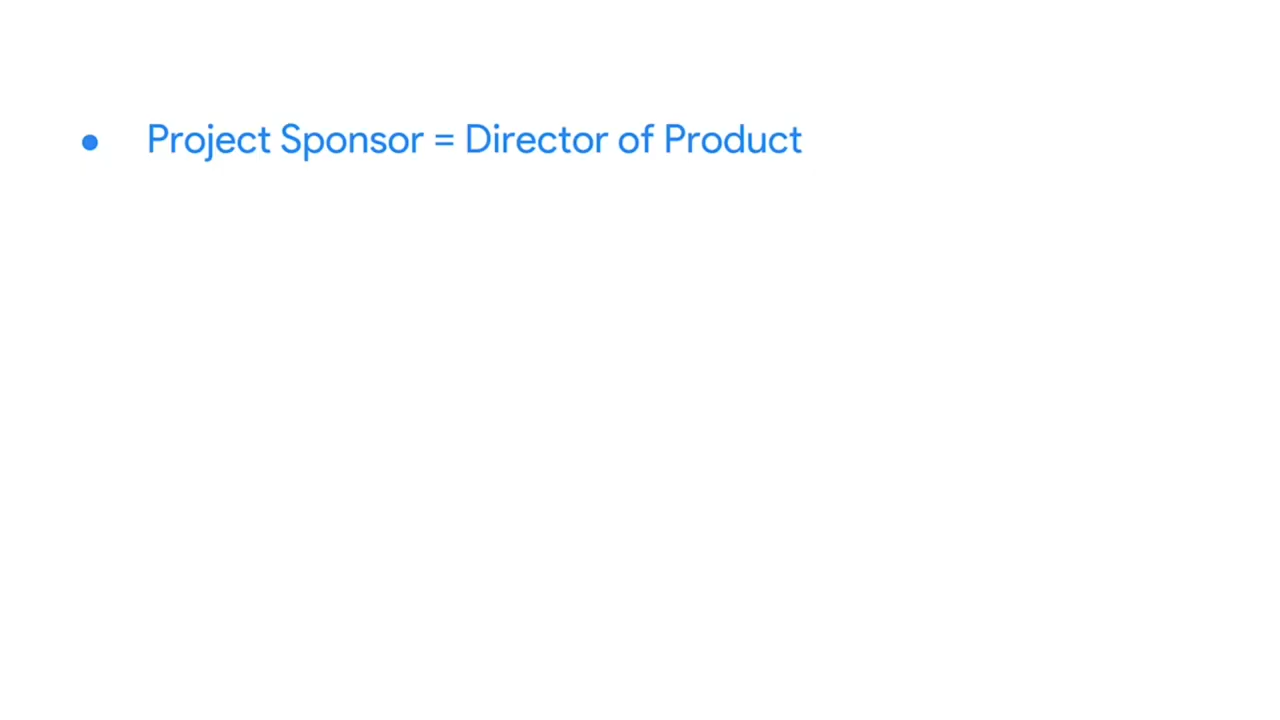 ● Project Sponsor = Director of Product